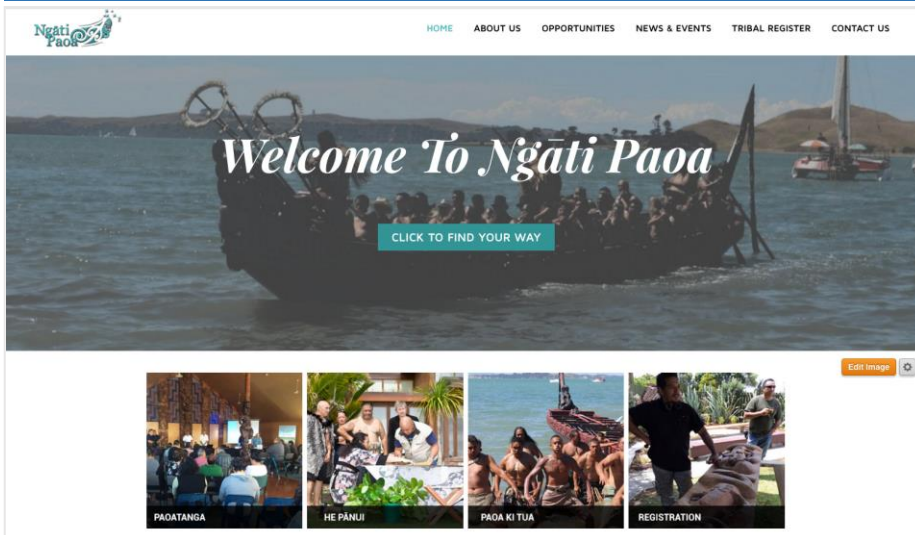 Ngāti
Paoa
HOME ABOUT US OPPORTUNITIES NEWS & EVENTS TRIBAL REGISTER CONTACT US
Welcome To Ngāti Paoa
CLICK TO FIND YOUR WAY
Edit Image
PAOATANGA HE PĀNUI PAOA KI TUA REGISTRATION